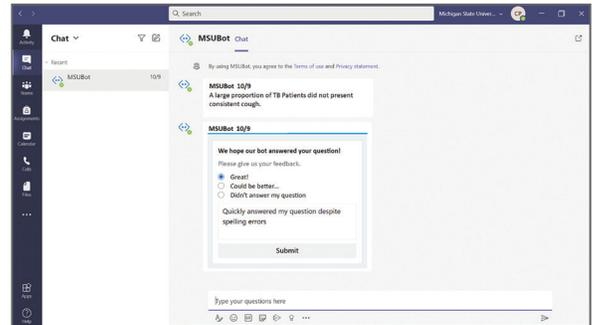 Search
Michigan State Univer...
CP
Activity
Chat
Teams
Assignments
Calendar
Calls
Files
Apps
Help
Chat
Recent
MSUBot 10/9
MSUBot Chat
By using MSUBot, you agree to the Terms of use and Privacy statement.
MSUBot 10/9
A large proportion of TB Patients did not present
consistent cough.
MSUBot 10/9
We hope our bot answered your question!
Please give us your feedback.
Great!
Could be better...
Didn't answer my question
Quickly answered my question despite
spelling errors
Submit
Type your questions here